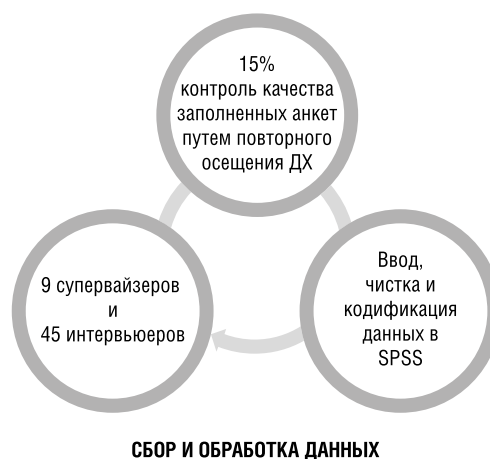 15%
контроль качества
заполненных анкет
путем повторного
осещения ДХ
9 супервайзеров
и
45 интервьюеров
Ввод,
чистка и
кодификация
данных в
SPSS
СБОР И ОБРАБОТКА ДАННЫХ